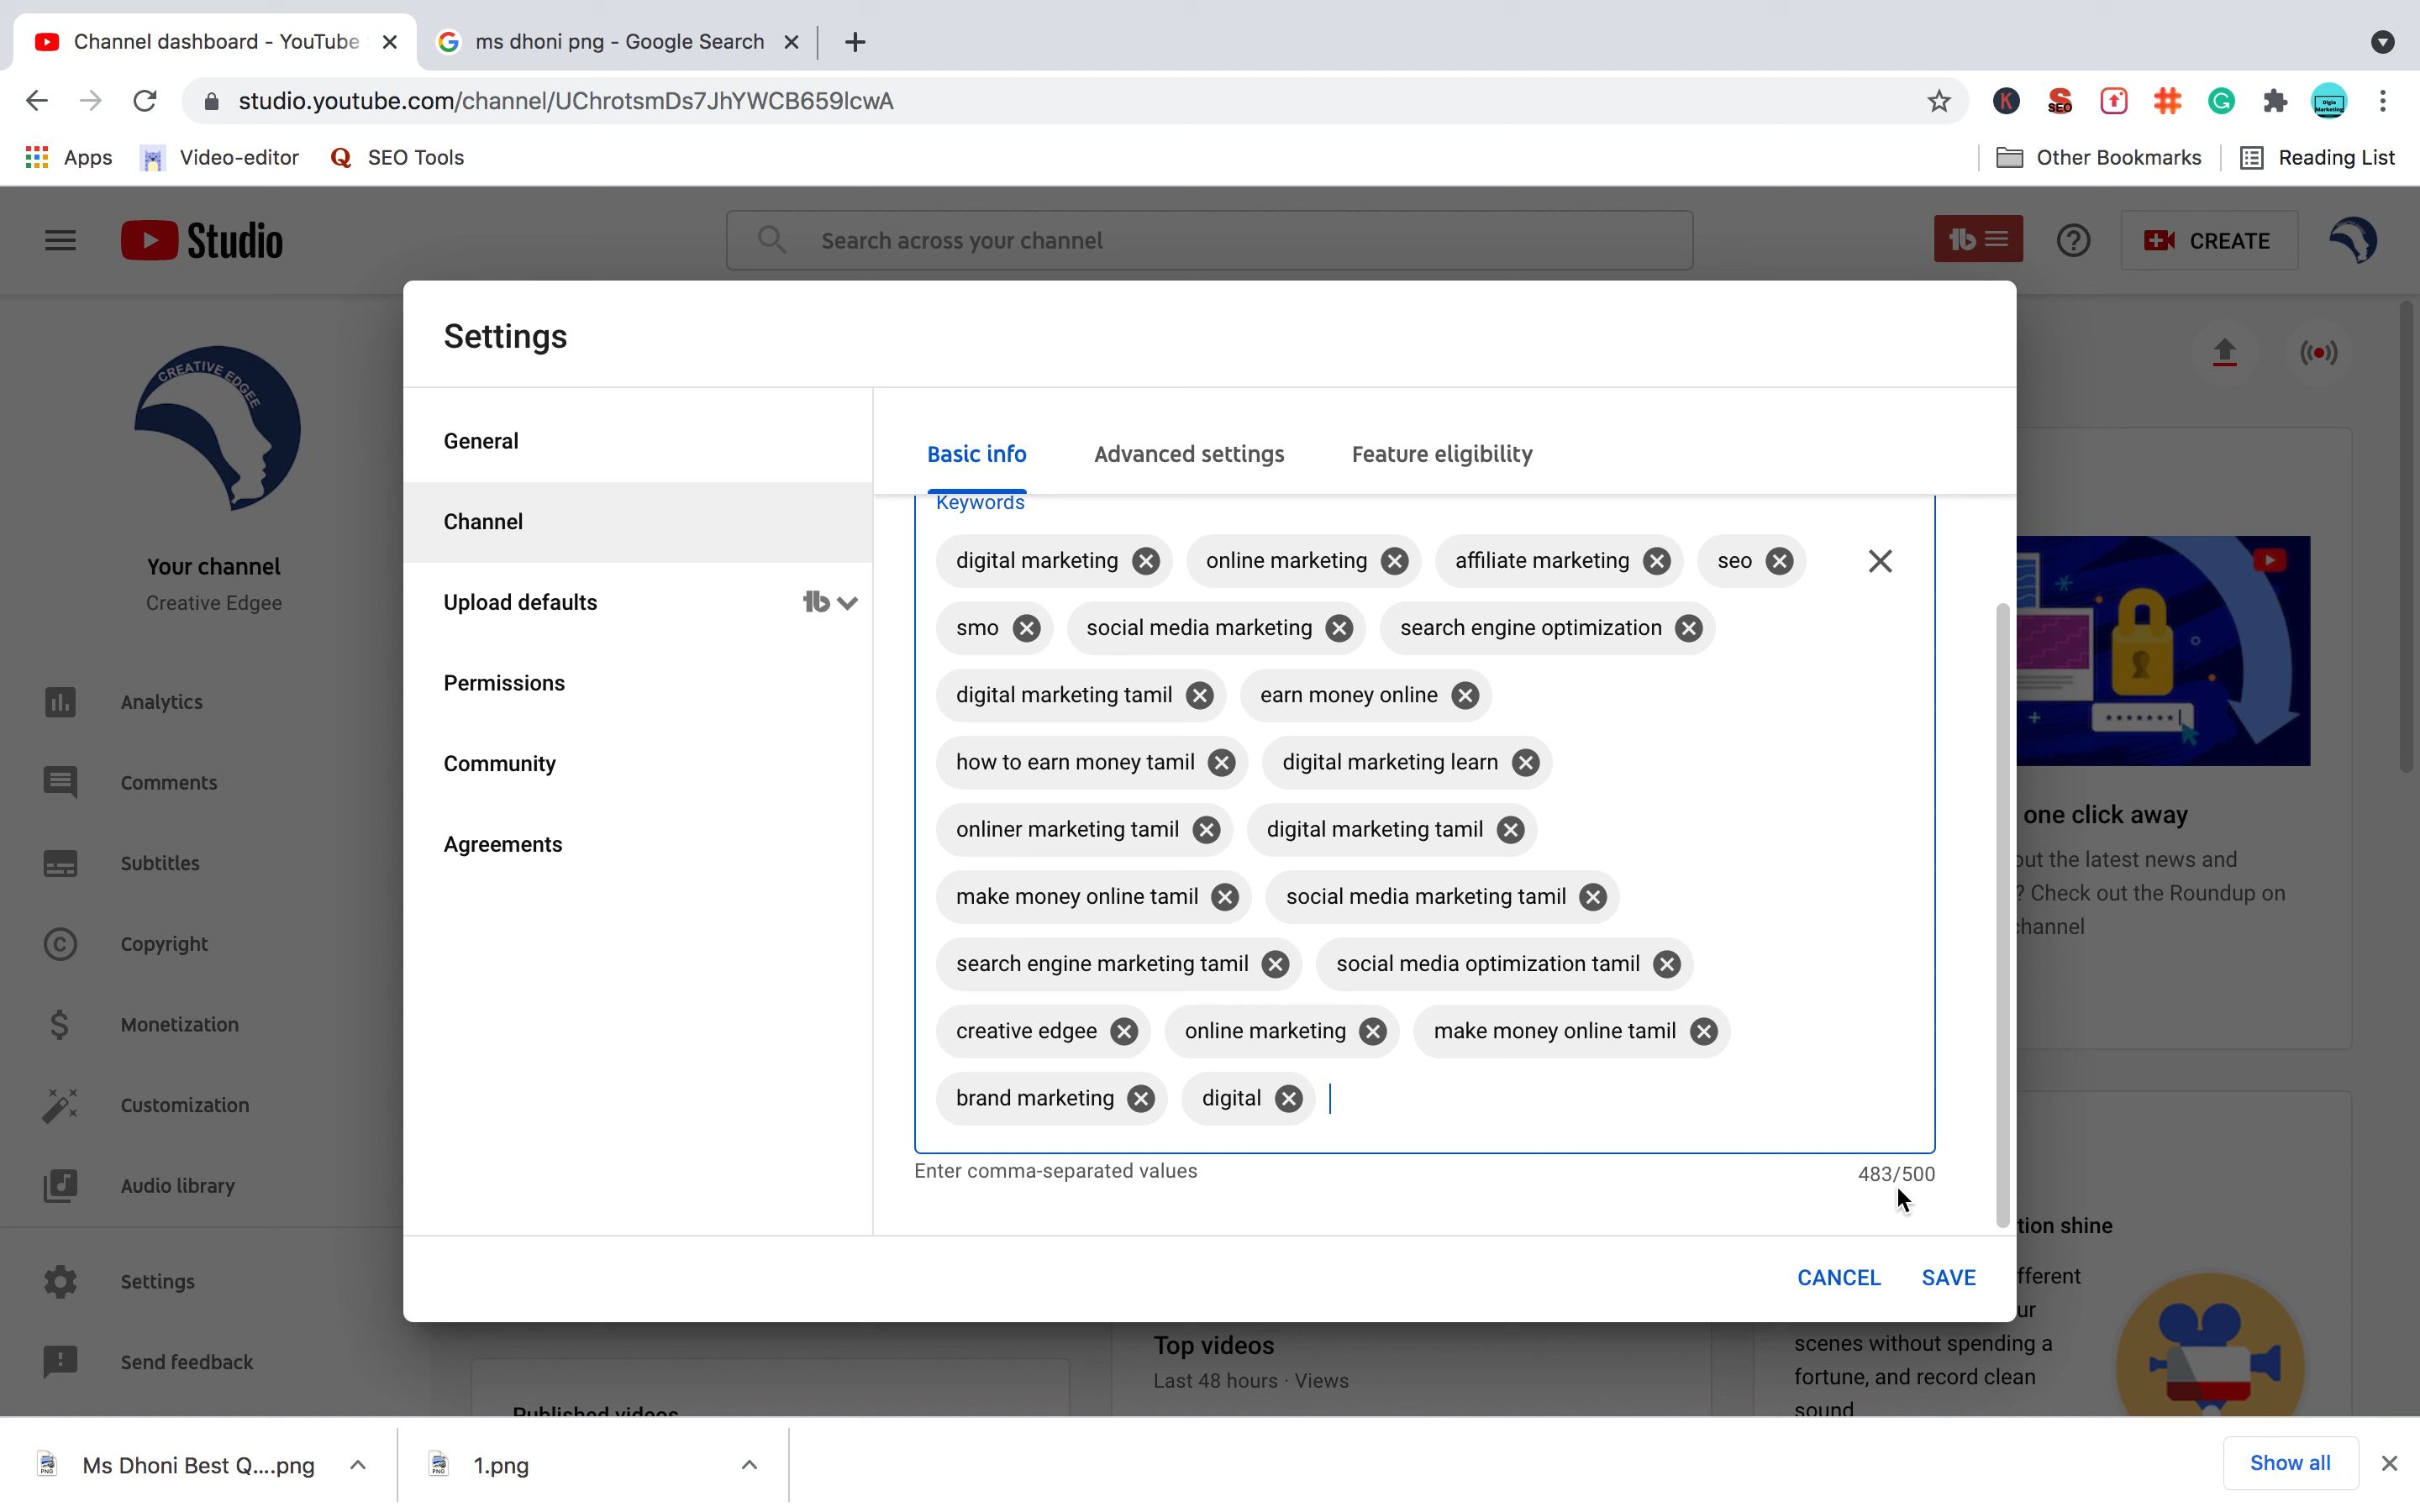 Channel dashboard - YouTube
ms dhoni png - Google Search
studio.youtube.com/channel/UChrotsmDs7JhYWCB659lcwA
K
SEO
G
Apps
Video-editor
SEO Tools
Other Bookmarks
Reading List
Studio
Search across your channel
CREATE
Settings
CREATIVE EDGEE
General
Basic info
Advanced settings
Feature eligibility
Keywords
Channel
digital marketing
online marketing
affiliate marketing
seo
Your channel
Creative Edgee
Upload defaults
smo
social media marketing
search engine optimization
Permissions
digital marketing tamil
earn money online
Analytics
Community
how to earn money tamil
digital marketing learn
Comments
one click away
onliner marketing tamil
digital marketing tamil
Agreements
Subtitles
out the latest news and
make money online tamil
social media marketing tamil
? Check out the Roundup on
channel
Copyright
search engine marketing tamil
social media optimization tamil
Monetization
creative edgee
online marketing
make money online tamil
Customization
brand marketing
digital
Enter comma-separated values
483/500
Audio library
tion shine
Settings
CANCEL
SAVE
fferent
ur
scenes without spending a
fortune, and record clean
sound
Send feedback
Top videos
Last 48 hours · Views
Published videos
Ms Dhoni Best Q....png
1.png
Show all